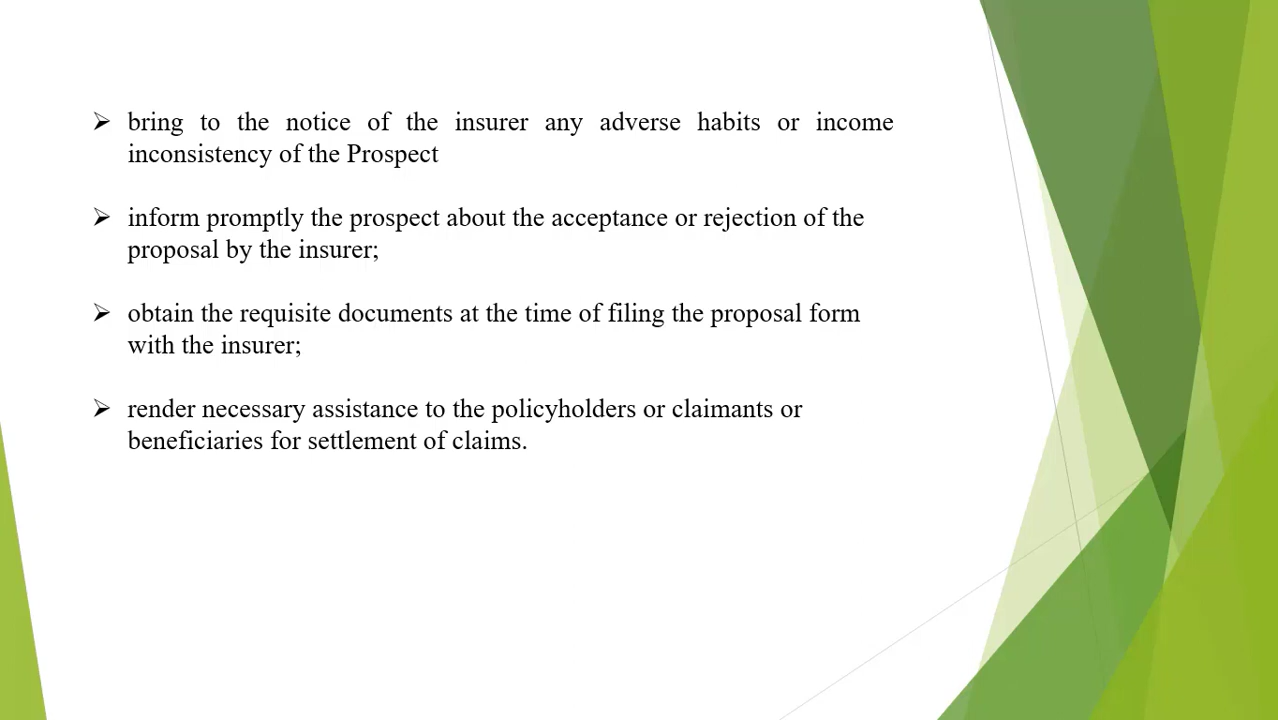 ➢ bring to the notice of the insurer any adverse habits or income
inconsistency of the Prospect
➢ inform promptly the prospect about the acceptance or rejection of the
proposal by the insurer;
➢ obtain the requisite documents at the time of filing the proposal form
with the insurer;
➢ render necessary assistance to the policyholders or claimants or
beneficiaries for settlement of claims.